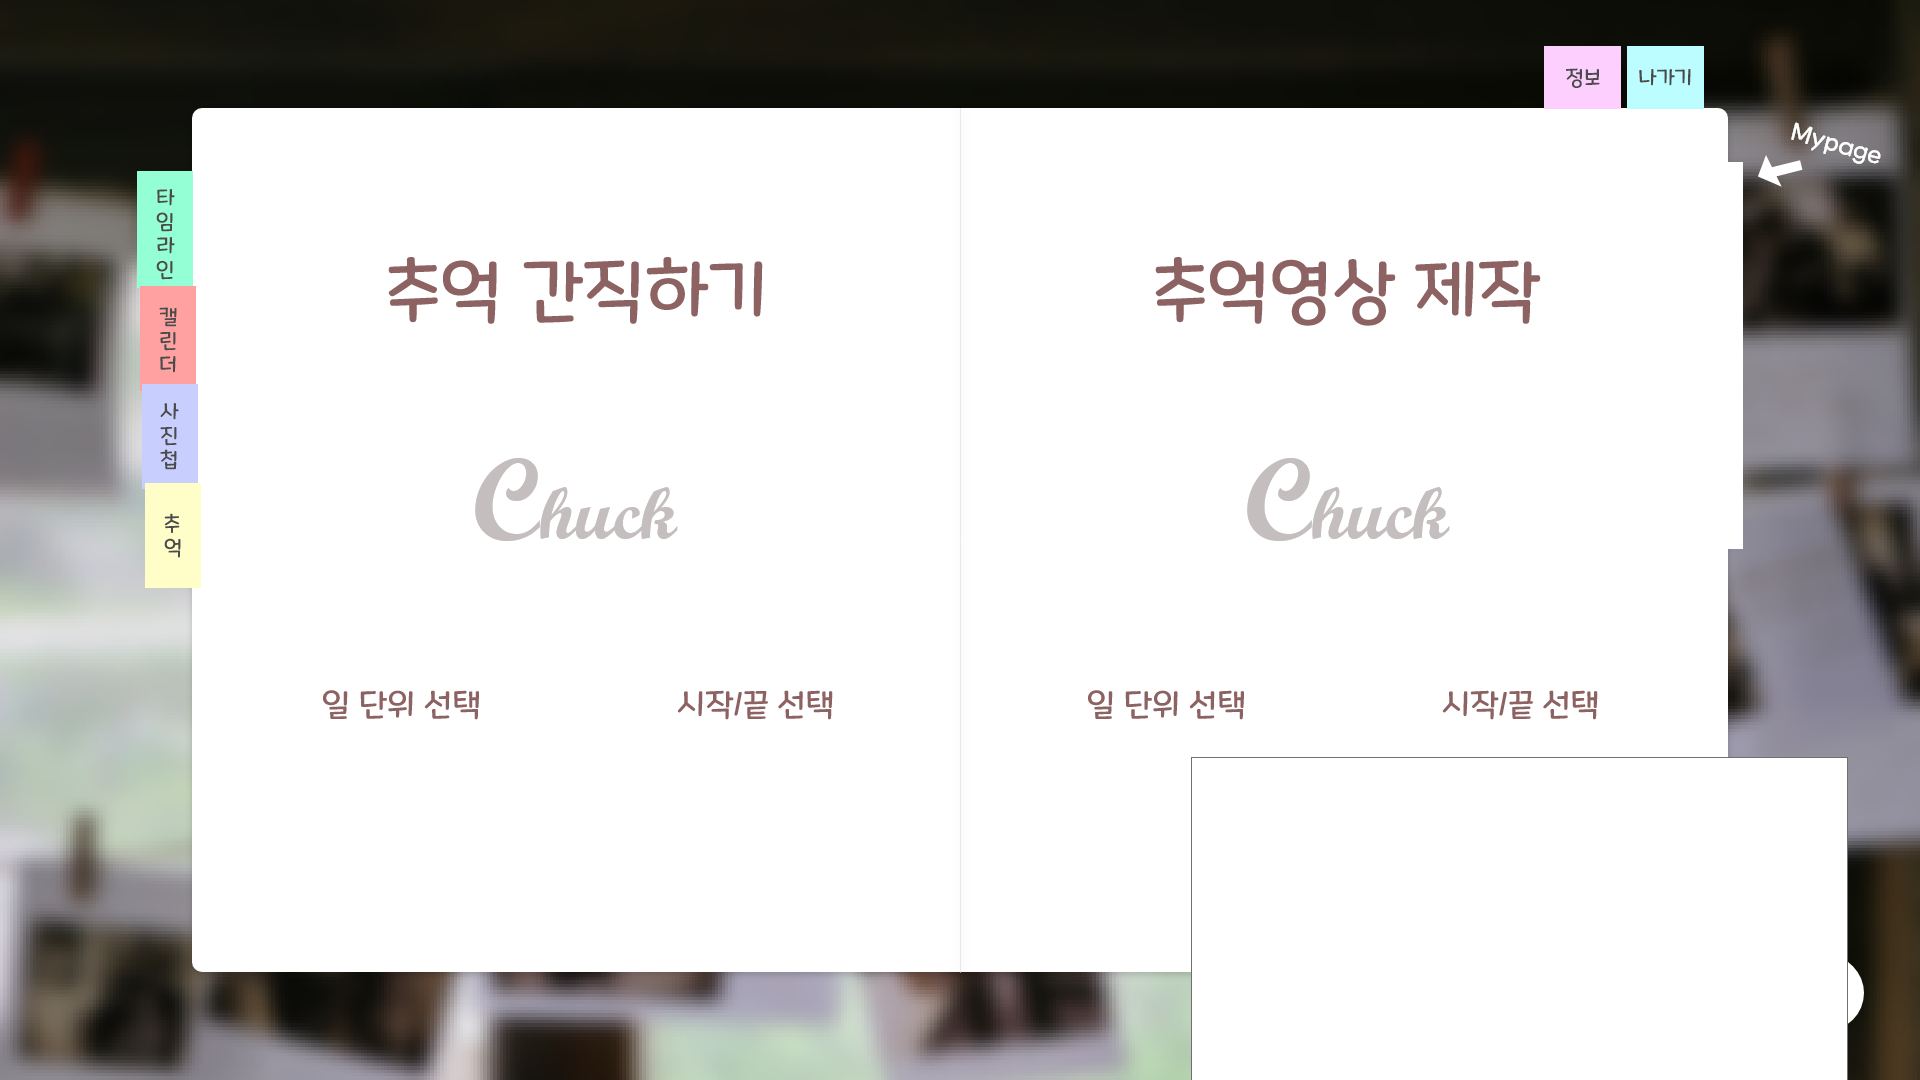 정보
나가기
Mypage
타임라인
캘린더
사진첩
추억
추억 간직하기
Chuck
일 단위 선택
시작/끝 선택
추억영상 제작
Chuck
일 단위 선택
시작/끝 선택